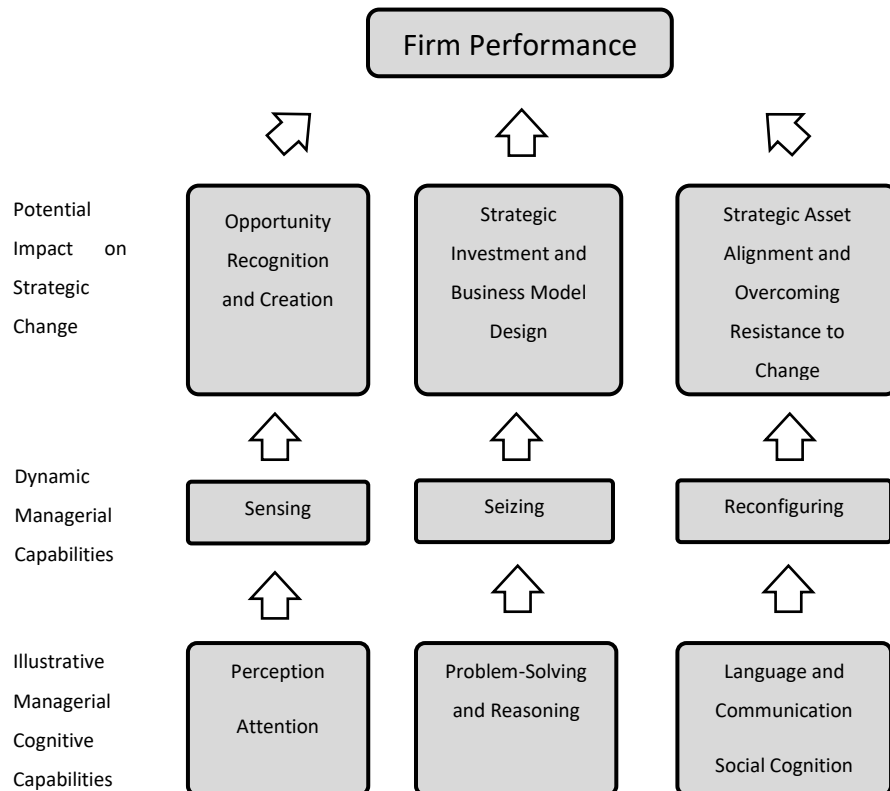 Firm Performance
Potential
Impact on
Strategic
Change
Opportunity
Recognition
and Creation
Strategic
Investment and
Business Model
Design
Strategic Asset
Alignment and
Overcoming
Resistance to
Change
Dynamic
Managerial
Capabilities
Sensing
Seizing
Reconfiguring
Illustrative
Managerial
Cognitive
Capabilities
Perception
Attention
Problem-Solving
and Reasoning
Language and
Communication
Social Cognition